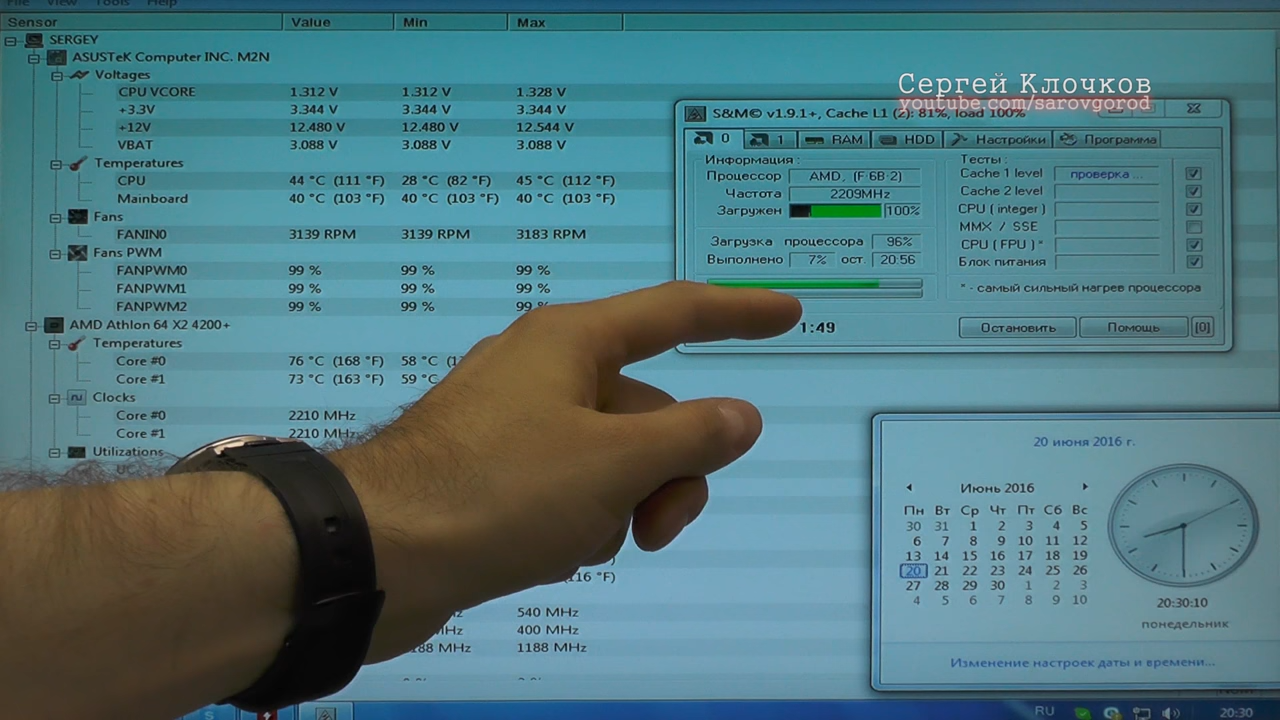 File View Tools Help
Sensor Value Min Max
SERGEY
ASUSTeK Computer INC. M2N
Voltages
CPU VCORE 1.312 V 1.312 V 1.328 V
+3.3V 3.344 V 3.344 V 3.344 V
+12V 12.480 V 12.480 V 12.544 V
VBAT 3.088 V 3.088 V 3.088 V
Temperatures
CPU 44 °C (111 °F) 28 °C (82 °F) 45 °C (112 °F)
Mainboard 40 °C (103 °F) 40 °C (103 °F) 40 °C (103 °F)
Fans
FANIN0 3139 RPM 3139 RPM 3183 RPM
Fans PWM
FANPWM0 99 % 99 % 99 %
FANPWM1 99 % 99 % 99 %
FANPWM2 99 % 99 % 99%
AMD Athlon 64 X2 4200+
Temperatures
Core #0 76 °C (168 °F) 58 °C
Core #1 73 °C (163 °F) 59 °C
Clocks
Core #0 2210 MHz
Core #1 2210 MHz
Utilizations
540 MHz
400 MHz
1188 MHz
Сергей Клочков
youtube.com/sarovgorod
S&M© v1.9.1+, Cache L1 (2): 81%, load 100%
0 1 RAM HDD Настройки Программа
Информация :
Процессор AMD, (F·6B·2)
Частота 2209MHz
Загружен 100%
Загрузка процессора 96%
Выполнено 7% ост. 20:56
1:49
Тесты :
Cache 1 level проверка ...
Cache 2 level
CPU ( integer )
MMX / SSE
CPU ( FPU ) *
Блок питания
* - самый сильный нагрев процессора
Остановить Помощь [0]
20 июня 2016 г.
Июнь 2016
Пн Вт Ср Чт Пт Сб Вс
30 31 1 2 3 4 5
6 7 8 9 10 11 12
13 14 15 16 17 18 19
20 21 22 23 24 25 26
27 28 29 30 1 2 3
4 5 6 7 8 9 10
20:30:10
понедельник
Изменение настроек даты и времени...
RU 20:30